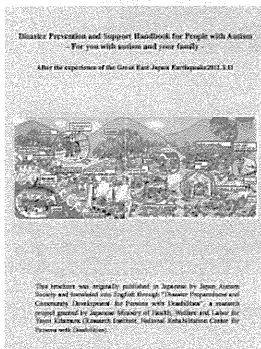 Disaster Prevention and Support Handbook for People with Autism
- For you with autism and your family
After the experience of the Great East Japan Earthquake2011.3.11
This brochure was originally published in Japanese by Japan Autism
Society and translated into English through "Disaster Preparedness and
Community Development for Persons with Disabilities", a research
project granted by Japanese Ministry of Health, Welfare and Labor for
Kitamura (Research Institute, National Rehabilitation Center for
Persons with Disabilities).